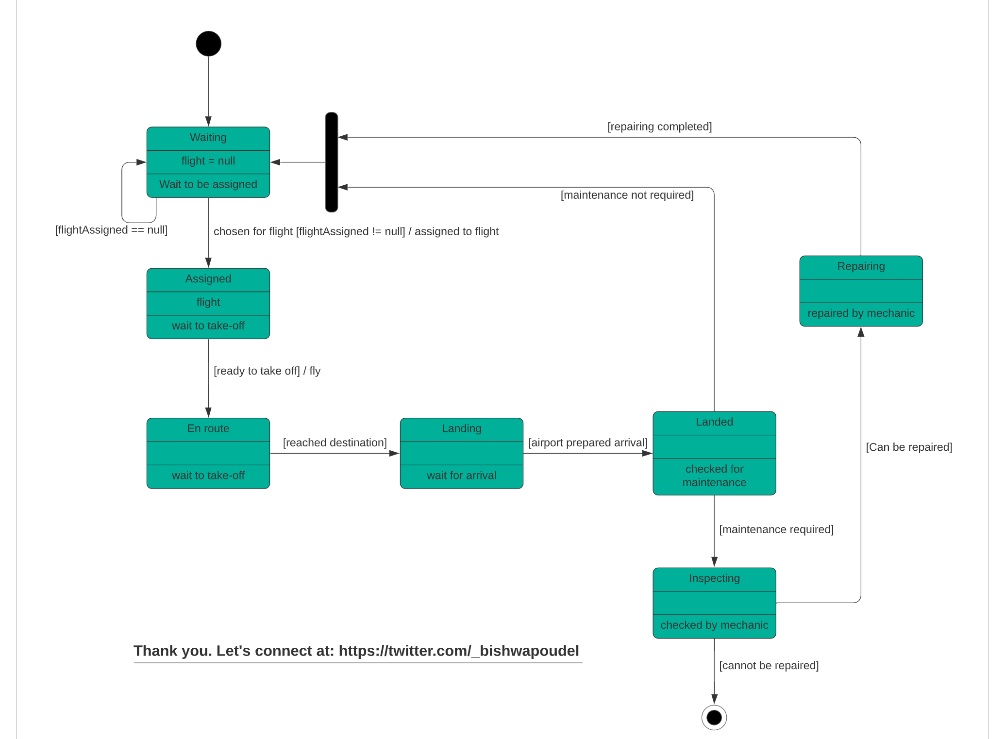 Waiting
flight = null
Wait to be assigned
[flightAssigned == null]
[repairing completed]
[maintenance not required]
chosen for flight [flightAssigned != null] / assigned to flight
Assigned
flight
wait to take-off
Repairing
repaired by mechanic
[ready to take off] / fly
En route
wait to take-off
[reached destination]
Landing
wait for arrival
[airport prepared arrival]
Landed
checked for
maintenance
[Can be repaired]
[maintenance required]
Inspecting
checked by mechanic
[cannot be repaired]
Thank you. Let's connect at: https://twitter.com/_bishwapoudel